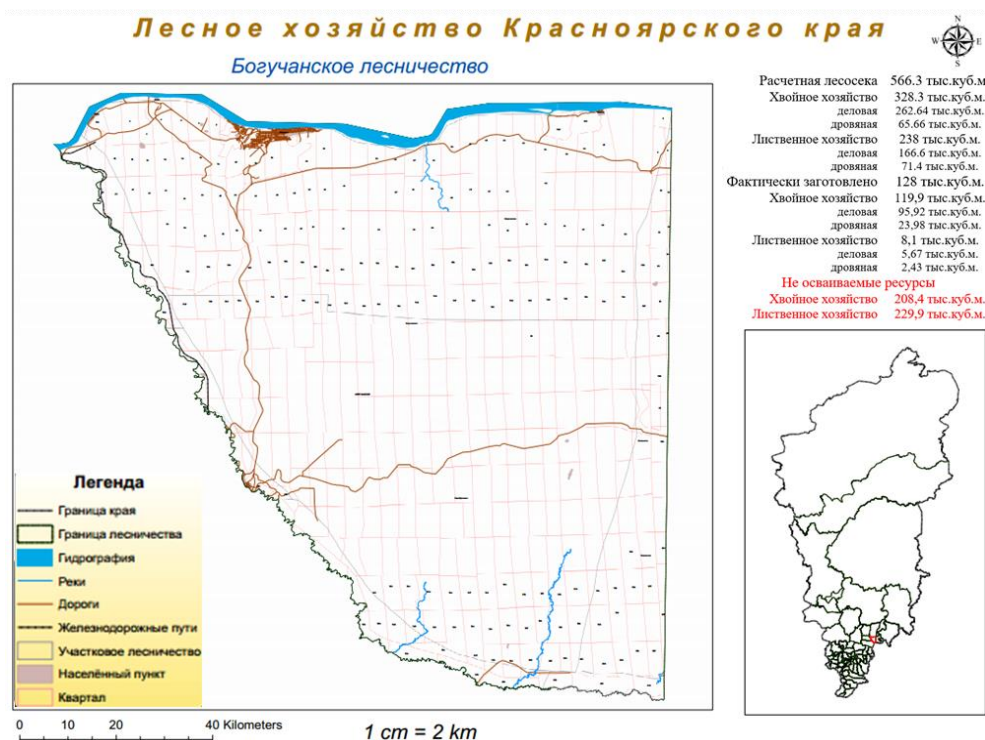 Лесное хозяйство Красноярского края
Богучанское лесничество
N
W E
S
Расчетная лесосека 566.3 тыс.куб.м
Хвойное хозяйство 328.3 тыс.куб.м.
деловая 262.64 тыс.куб.м.
дровяная 65.66 тыс.куб.м.
Лиственное хозяйство 238 тыс.куб.м.
деловая 166.6 тыс.куб.м.
дровяная 71.4 тыс.куб.м.
Фактически заготовлено 128 тыс.куб.м.
Хвойное хозяйство 119,9 тыс.куб.м.
деловая 95,92 тыс.куб.м.
дровяная 23,98 тыс.куб.м.
Лиственное хозяйство 8,1 тыс.куб.м.
деловая 5,67 тыс.куб.м.
дровяная 2,43 тыс.куб.м.
Не осваиваемые ресурсы
Хвойное хозяйство 208,4 тыс.куб.м.
Лиственное хозяйство 229,9 тыс.куб.м.
Легенда
Граница края
Граница лесничества
Гидрография
Реки
Дороги
Железнодорожные пути
Участковое лесничество
Населённый пункт
Квартал
0 10 20 40 Kilometers
1 cm = 2 km